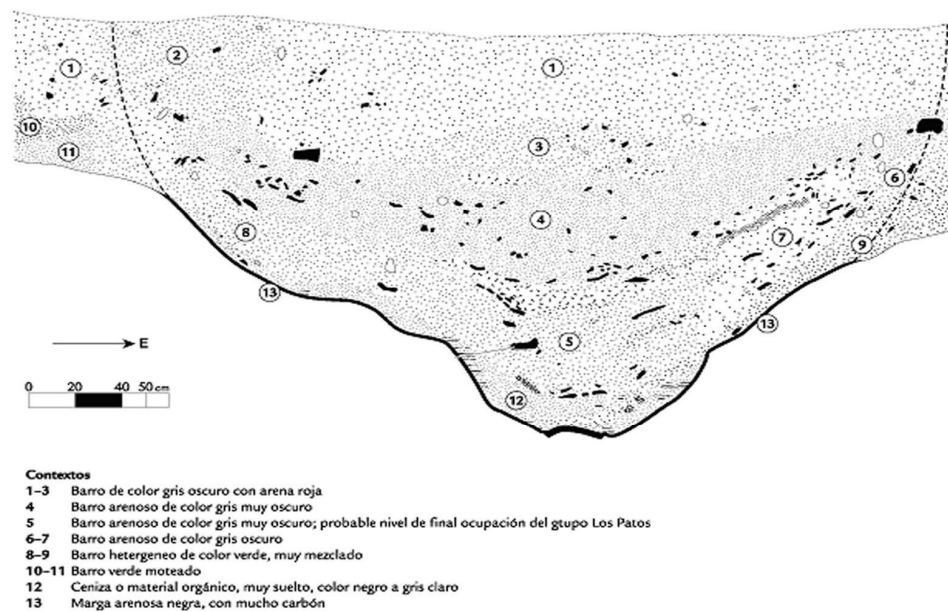 1
2
1
10
3
11
6
4
8
7
9
13
13
E
5
0 20 40 50 cm
12
Contextos
1–3 Barro de color gris oscuro con arena roja
4 Barro arenoso de color gris muy oscuro
5 Barro arenoso de color gris muy oscuro; probable nivel de final ocupación del gtupo Los Patos
6–7 Barro arenoso de color gris oscuro
8–9 Barro hetergeneo de color verde, muy mezclado
10–11 Barro verde moteado
12 Ceniza o material orgánico, muy suelto, color negro a gris claro
13 Marga arenosa negra, con mucho carbón